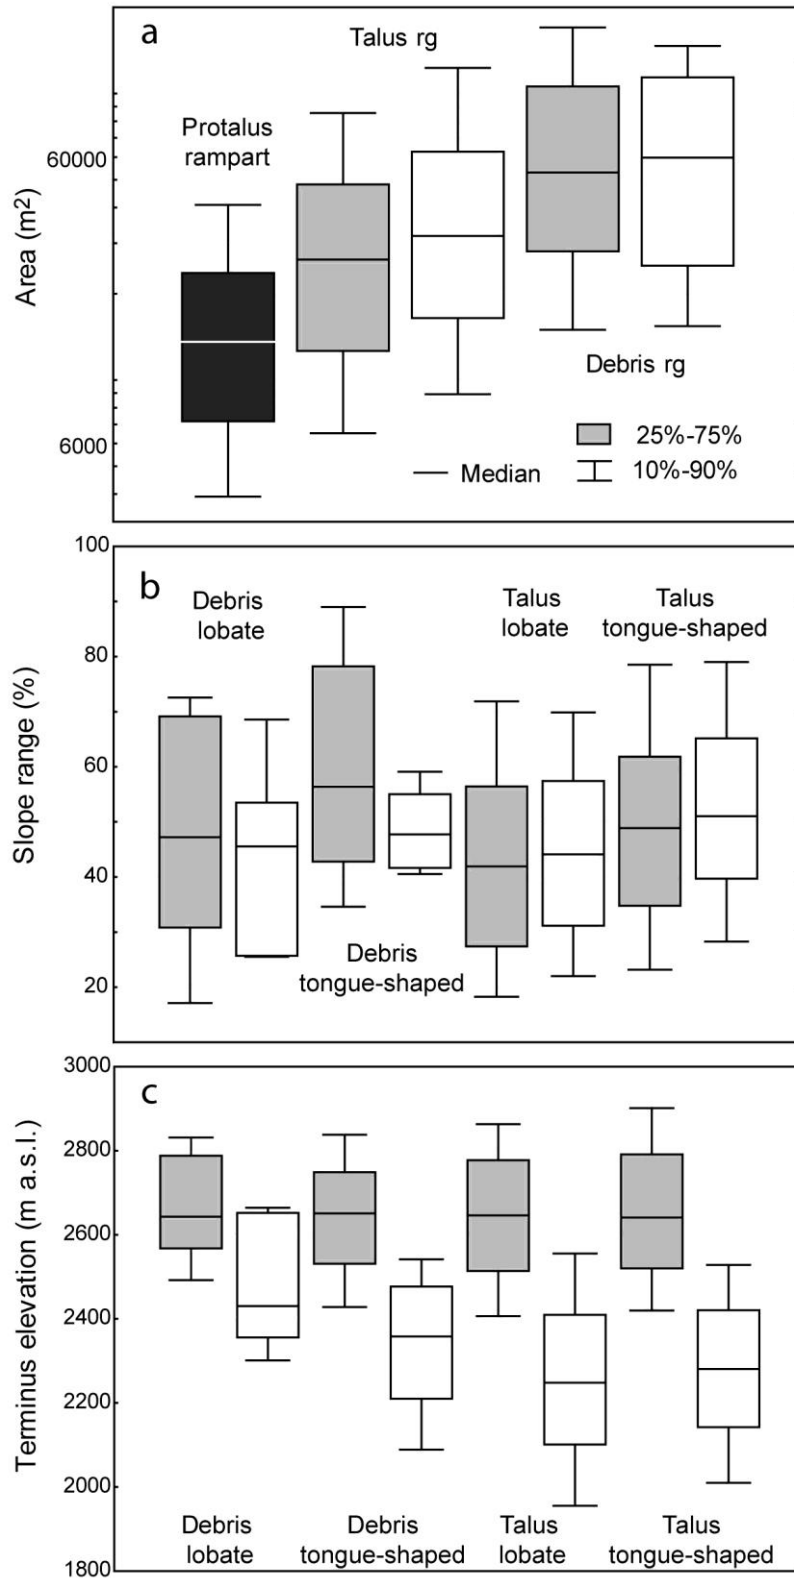 a
Talus rg
Protalus
rampart
60000
Area (m²)
Debris rg
25%-75%
6000
Median
10%-90%
100
b
Debris
lobate
Talus
lobate
Talus
tongue-shaped
80
Slope range (%)
60
40
Debris
tongue-shaped
20
3000
c
2800
Terminus elevation (m a.s.l.)
2600
2400
2200
2000
Debris
lobate
Debris
tongue-shaped
Talus
lobate
Talus
tongue-shaped
1800